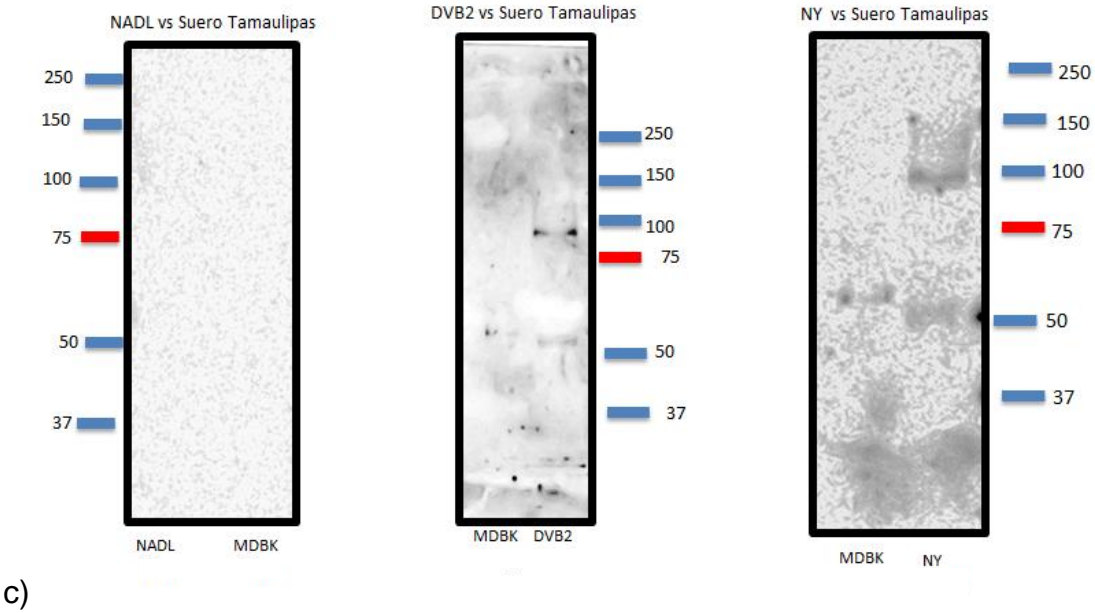 NADL vs Suero Tamaulipas
250
150
100
75
50
37
NADL MDBK
DVB2 vs Suero Tamaulipas
250
150
100
75
50
37
MDBK DVB2
NY vs Suero Tamaulipas
250
150
100
75
50
37
MDBK NY
c)